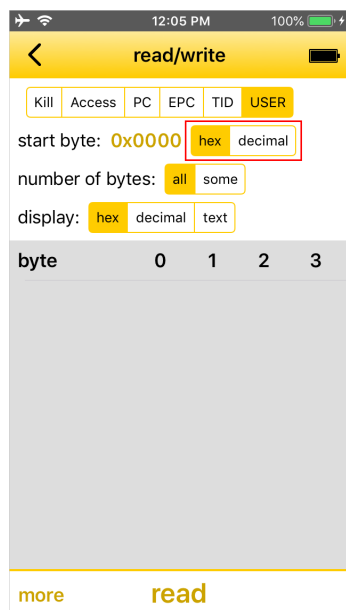 12:05 PM 100%
read/write
Kill Access PC EPC TID USER
start byte: 0x0000 hex decimal
number of bytes: all some
display: hex decimal text
byte 0 1 2 3
more read